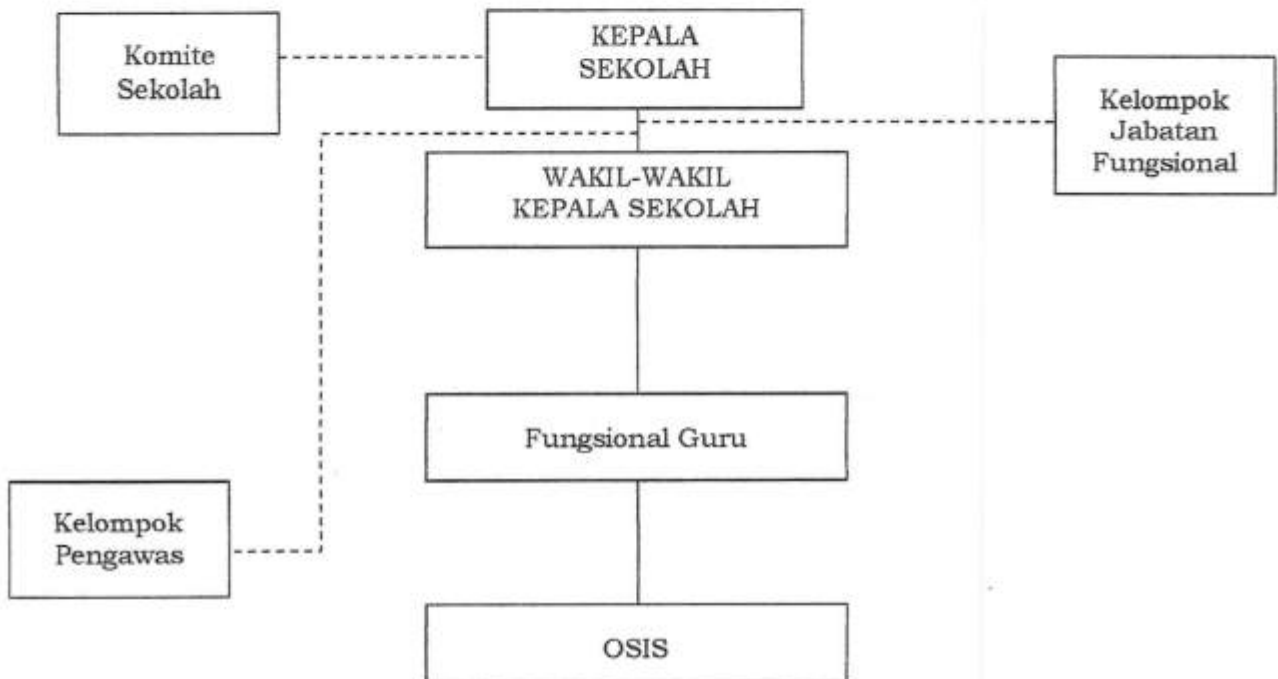 Komite
Sekolah
KEPALA
SEKOLAH
Kelompok
Jabatan
Fungsional
WAKIL-WAKIL
KEPALA SEKOLAH
Fungsional Guru
Kelompok
Pengawas
OSIS